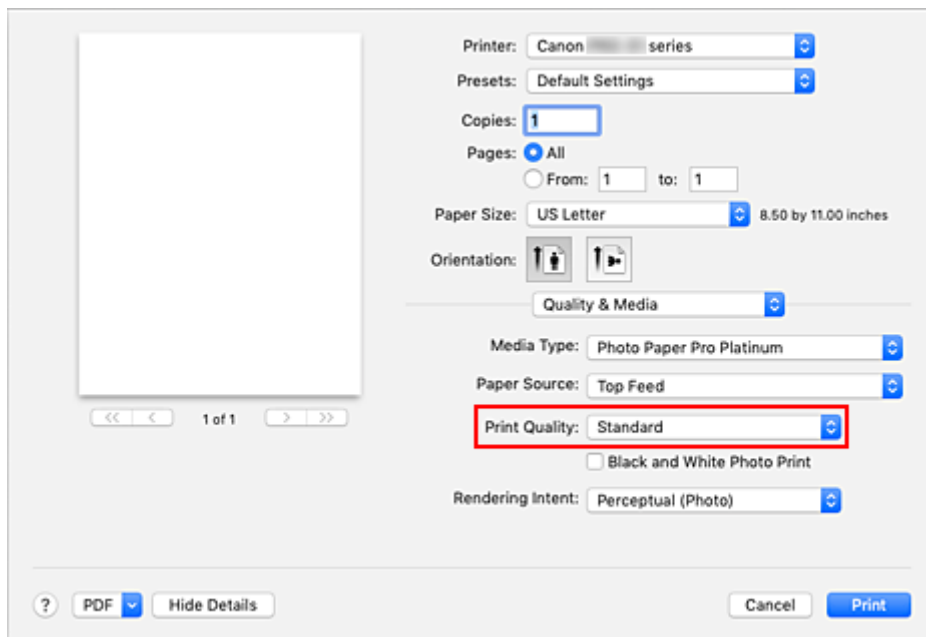 Printer: Canon series
Presets: Default Settings
Copies: 1
Pages: All
From: 1 to: 1
Paper Size: US Letter 8.50 by 11.00 inches
Orientation:
Quality & Media
Media Type: Photo Paper Pro Platinum
Paper Source: Top Feed
<< < 1 of 1 > >>
Print Quality: Standard
Black and White Photo Print
Rendering Intent: Perceptual (Photo)
? PDF Hide Details Cancel Print